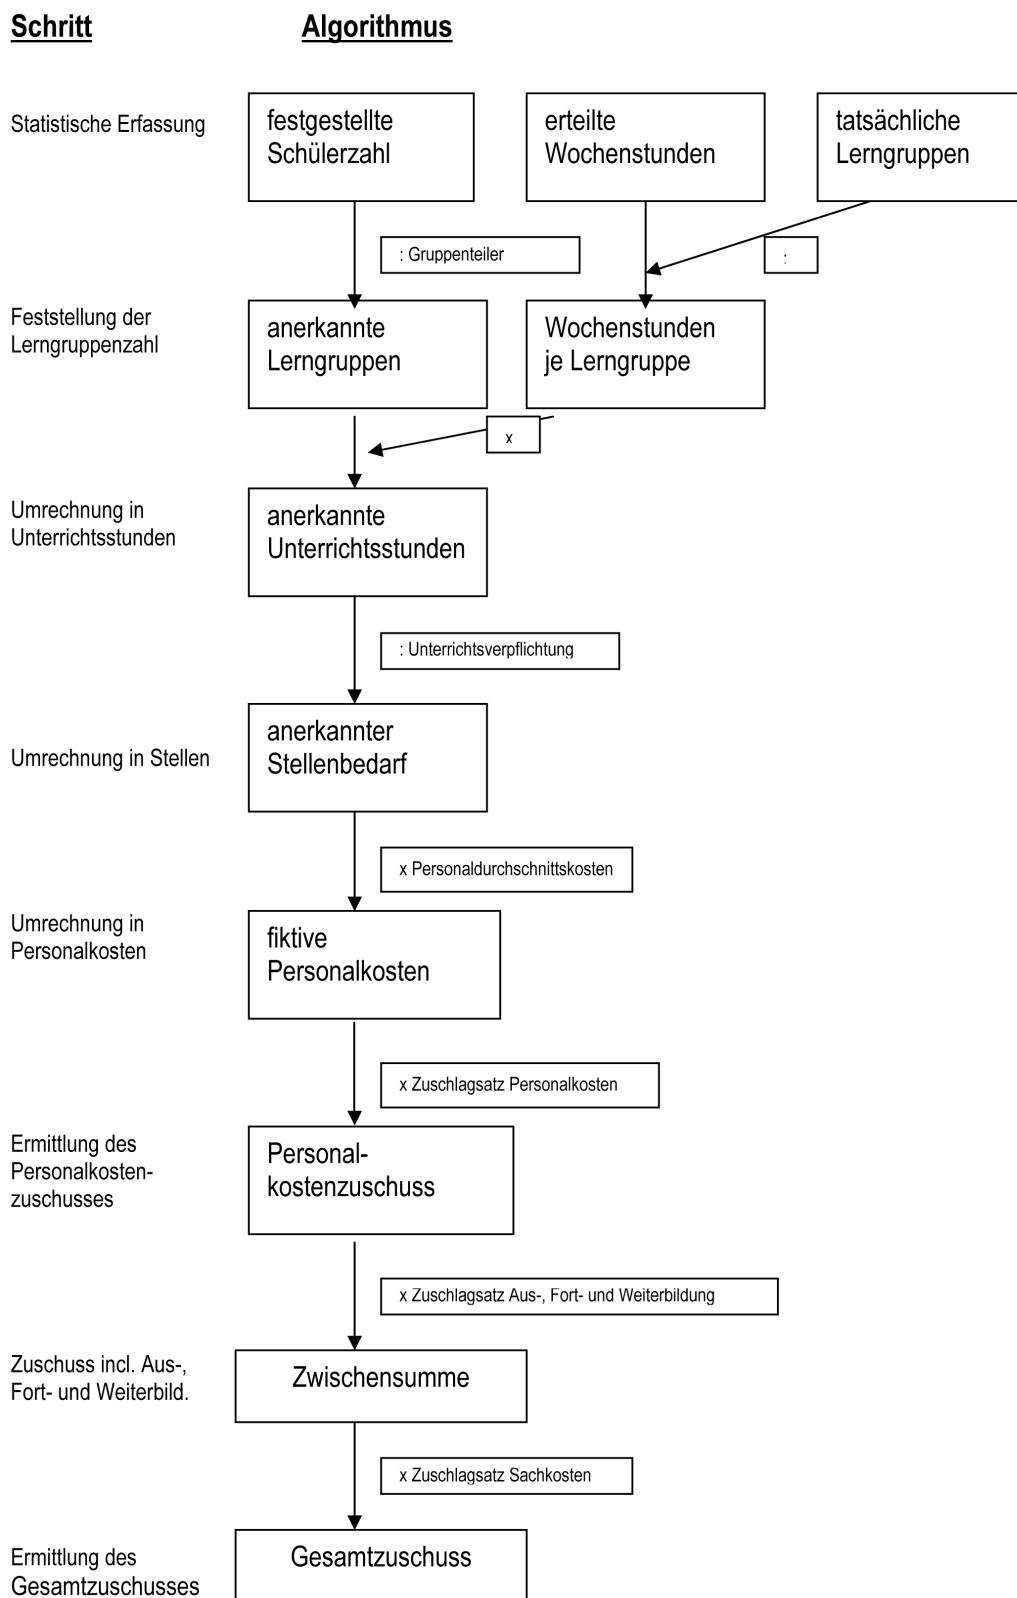 Schritt
Algorithmus
Statistische Erfassung
festgestellte
Schülerzahl
erteilte
Wochenstunden
tatsächliche
Lerngruppen
: Gruppenteiler
:
Feststellung der
Lerngruppenzahl
anerkannte
Lerngruppen
Wochenstunden
je Lerngruppe
x
Umrechnung in
Unterrichtsstunden
anerkannte
Unterrichtsstunden
: Unterrichtsverpflichtung
Umrechnung in Stellen
anerkannter
Stellenbedarf
x Personaldurchschnittskosten
Umrechnung in
Personalkosten
fiktive
Personalkosten
x Zuschlagsatz Personalkosten
Ermittlung des
Personalkosten-
zuschusses
Personal-
kostenzuschuss
x Zuschlagsatz Aus-, Fort- und Weiterbildung
Zuschuss incl. Aus-,
Fort- und Weiterbild.
Zwischensumme
x Zuschlagsatz Sachkosten
Ermittlung des
Gesamtzuschusses
Gesamtzuschuss